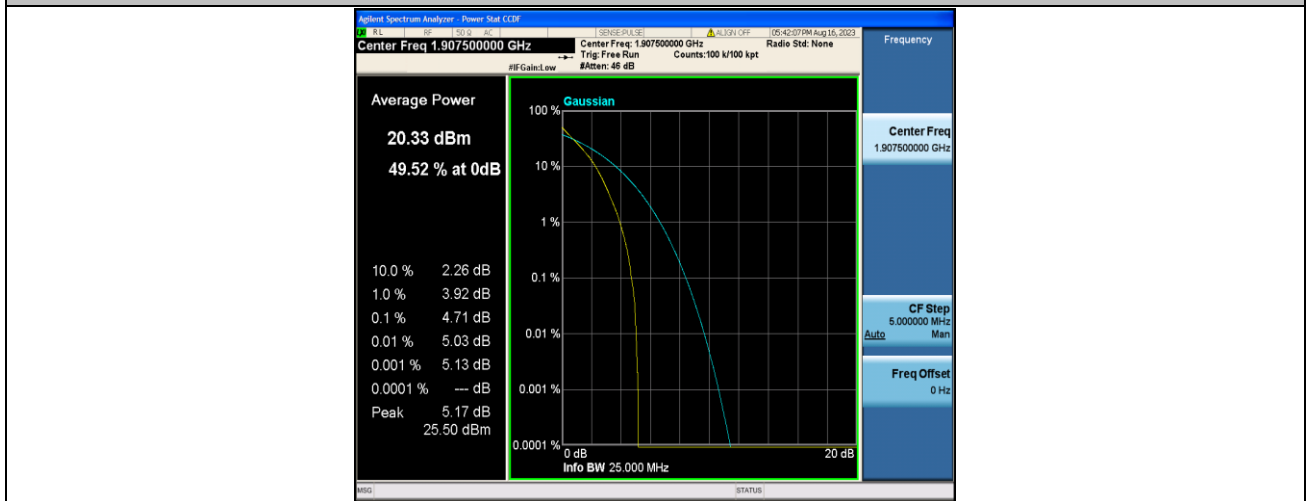 Agilent Spectrum Analyzer - Power Stat CCDF
LXI RL RF 50 Ω AC SENSE:PULSE ALIGN OFF 05:42:07PM Aug 16, 2023
Center Freq 1.907500000 GHz
Center Freq: 1.907500000 GHz Radio Std: None
Trig: Free Run Counts:100 k/100 kpt
#IFGain:Low #Atten: 46 dB
Frequency
Average Power
20.33 dBm
49.52 % at 0dB
10.0 % 2.26 dB
1.0 % 3.92 dB
0.1 % 4.71 dB
0.01 % 5.03 dB
0.001 % 5.13 dB
0.0001 % --- dB
Peak 5.17 dB
25.50 dBm
Gaussian
100 %
10 %
1 %
0.1 %
0.01 %
0.001 %
0.0001 %
0 dB 20 dB
Info BW 25.000 MHz
Center Freq
1.907500000 GHz
CF Step
5.000000 MHz
Auto Man
Freq Offset
0 Hz
MSG STATUS